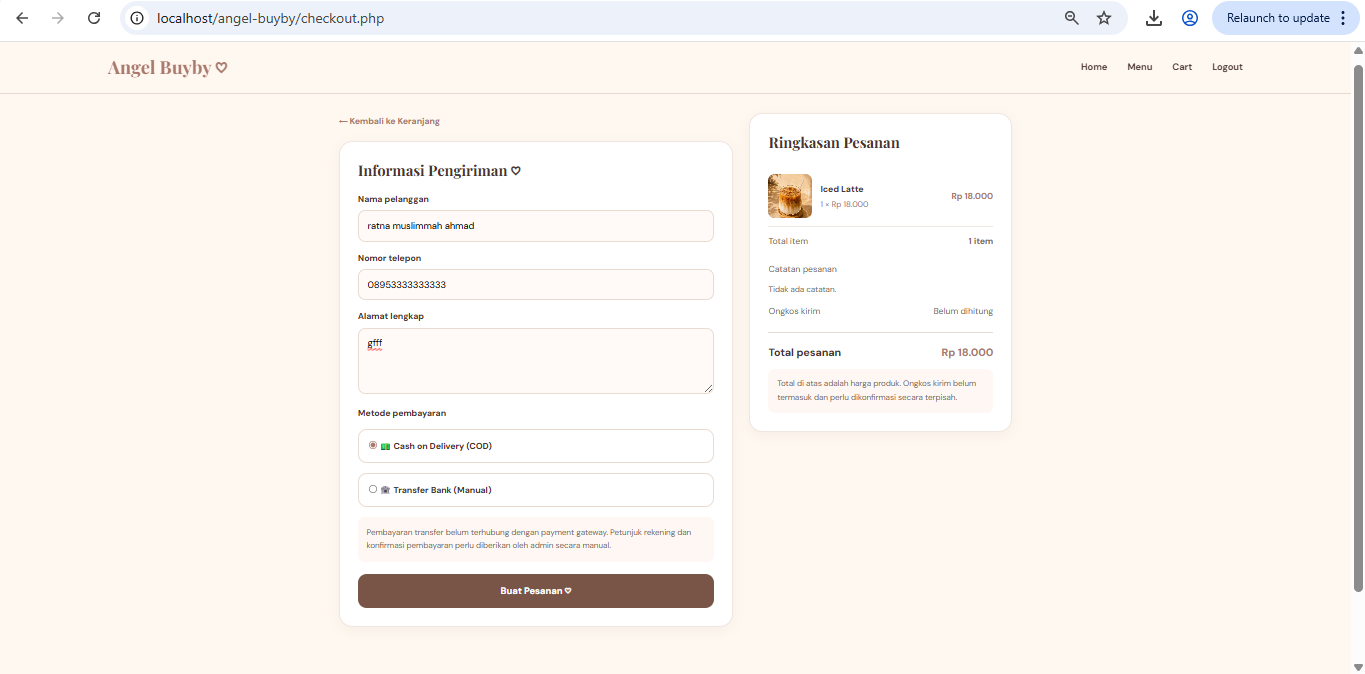 localhost/angel-buyby/checkout.php
Relaunch to update
Angel Buyby ♡
Home Menu Cart Logout
← Kembali ke Keranjang
Informasi Pengiriman ♡
Nama pelanggan
ratna muslimmah ahmad
Nomor telepon
08953333333333
Alamat lengkap
gfff
Metode pembayaran
💵 Cash on Delivery (COD)
🏦 Transfer Bank (Manual)
Pembayaran transfer belum terhubung dengan payment gateway. Petunjuk rekening dan
konfirmasi pembayaran perlu diberikan oleh admin secara manual.
Buat Pesanan ♡
Ringkasan Pesanan
Iced Latte
1 × Rp 18.000
Rp 18.000
Total item 1 item
Catatan pesanan
Tidak ada catatan.
Ongkos kirim Belum dihitung
Total pesanan Rp 18.000
Total di atas adalah harga produk. Ongkos kirim belum
termasuk dan perlu dikonfirmasi secara terpisah.